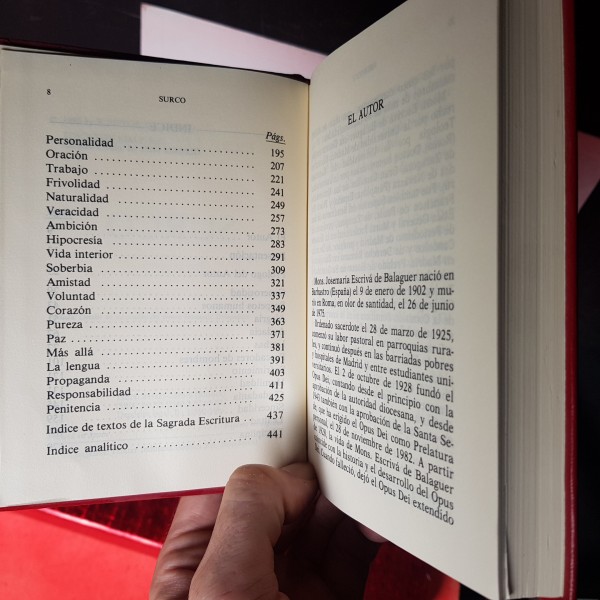 8 SURCO
Págs.
Personalidad ........................ 195
Oración ........................ 207
Trabajo ........................ 221
Frivolidad ........................ 241
Naturalidad ........................ 249
Veracidad ........................ 257
Ambición ........................ 273
Hipocresía ........................ 283
Vida interior ........................ 291
Soberbia ........................ 309
Amistad ........................ 321
Voluntad ........................ 337
Corazón ........................ 349
Pureza ........................ 363
Paz ........................ 371
Más allá ........................ 381
La lengua ........................ 391
Propaganda ........................ 403
Responsabilidad ........................ 411
Penitencia ........................ 425
Indice de textos de la Sagrada Escritura .. 437
Indice analítico ........................ 441
EL AUTOR
Mons. Josemaría Escrivá de Balaguer nació en
Barbastro (España) el 9 de enero de 1902 y mu-
rió en Roma, en olor de santidad, el 26 de junio
de 1975.
Ordenado sacerdote el 28 de marzo de 1925,
comenzó su labor pastoral en parroquias rura-
les, y continuó después en las barriadas pobres
y hospitales de Madrid y entre estudiantes uni-
versitarios. El 2 de octubre de 1928 fundó el
Opus Dei, contando desde el principio con la
aprobación de la autoridad diocesana, y desde
1943 también con la aprobación de la Santa Se-
de, que ha erigido el Opus Dei como Prelatura
personal, el 28 de noviembre de 1982. A partir
de 1928, la vida de Mons. Escrivá de Balaguer
coincide con la historia y el desarrollo del Opus
Dei. Cuando falleció, dejó el Opus Dei extendido